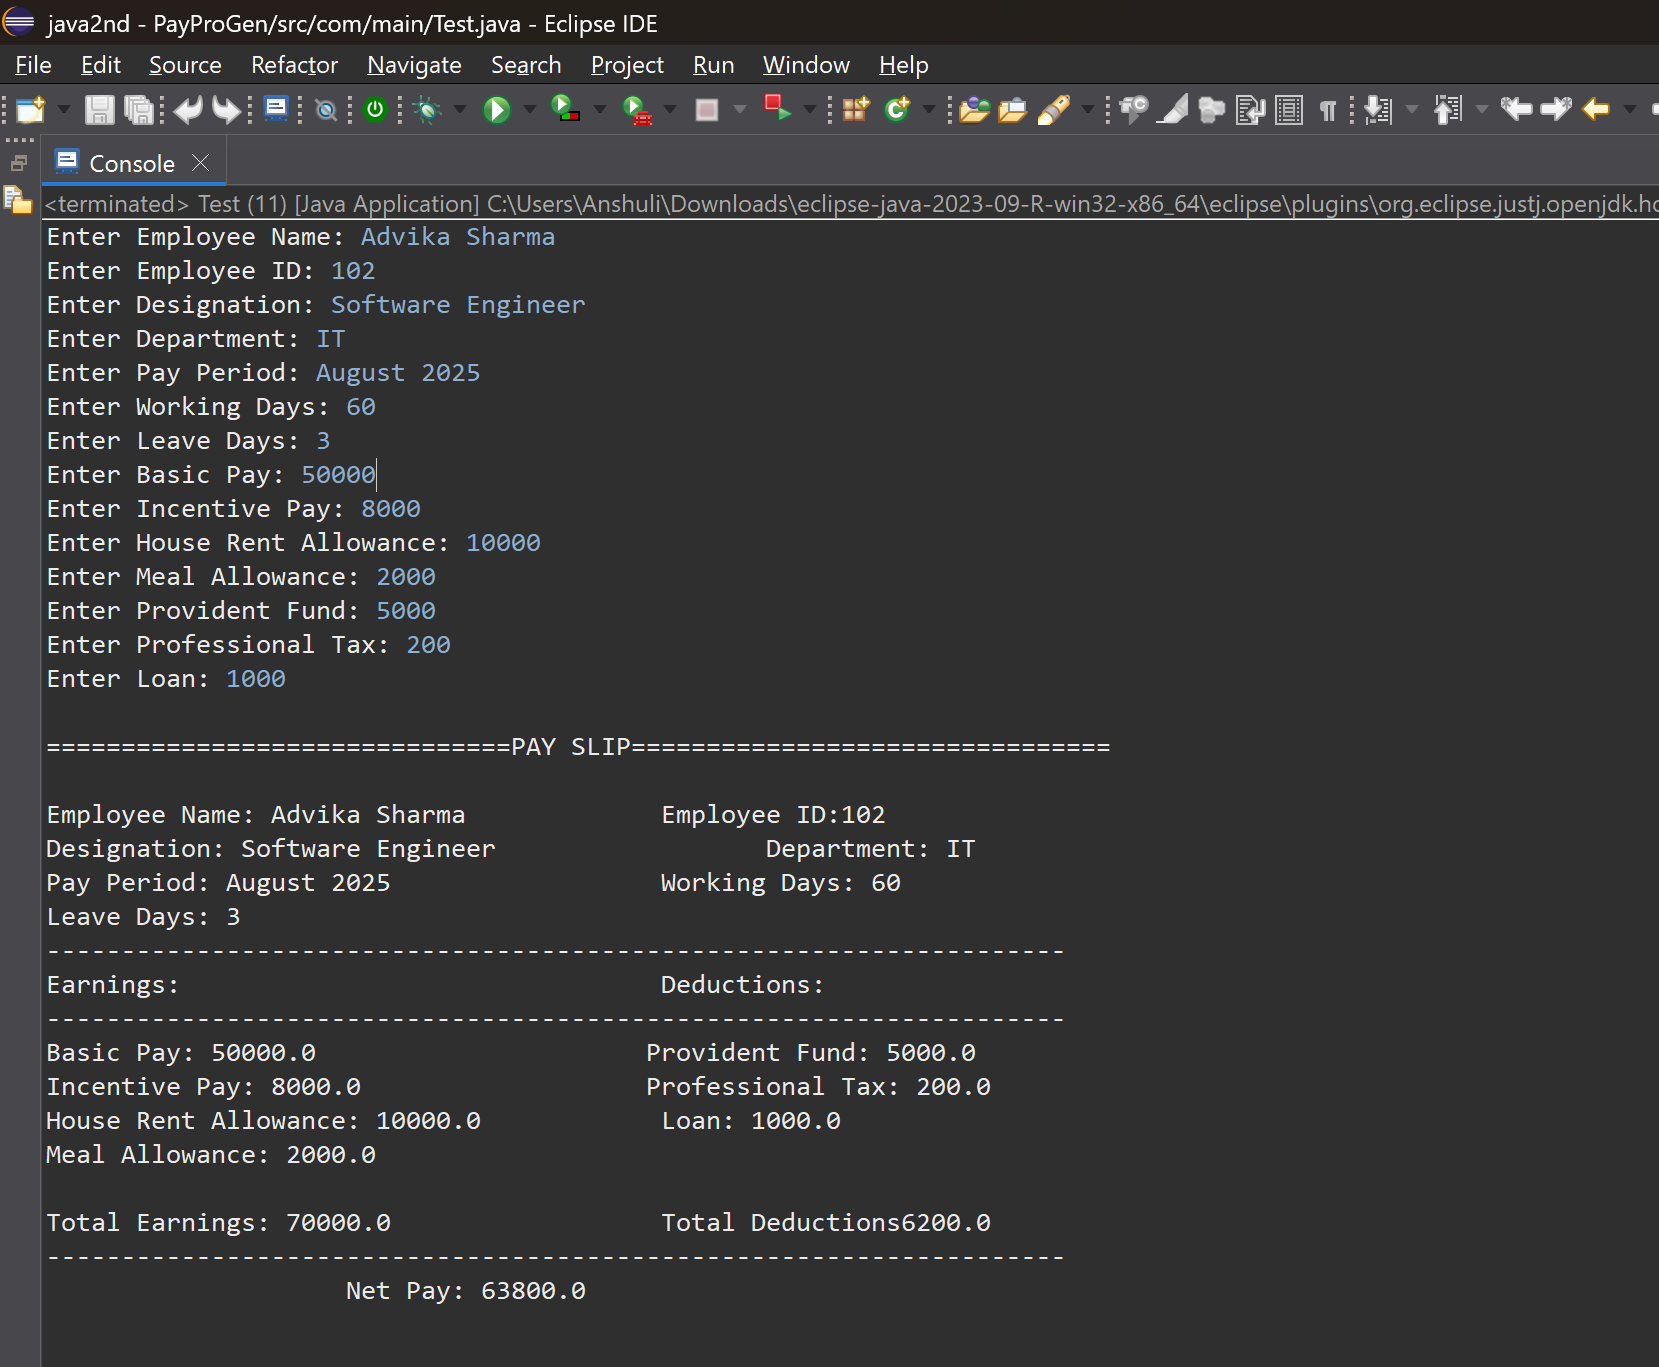 java2nd - PayProGen/src/com/main/Test.java - Eclipse IDE
File Edit Source Refactor Navigate Search Project Run Window Help
Console
<terminated> Test (11) [Java Application] C:\Users\Anshuli\Downloads\eclipse-java-2023-09-R-win32-x86_64\eclipse\plugins\org.eclipse.justj.openjdk.ho
Enter Employee Name: Advika Sharma
Enter Employee ID: 102
Enter Designation: Software Engineer
Enter Department: IT
Enter Pay Period: August 2025
Enter Working Days: 60
Enter Leave Days: 3
Enter Basic Pay: 50000
Enter Incentive Pay: 8000
Enter House Rent Allowance: 10000
Enter Meal Allowance: 2000
Enter Provident Fund: 5000
Enter Professional Tax: 200
Enter Loan: 1000
===============================PAY SLIP================================
Employee Name: Advika Sharma             Employee ID:102
Designation: Software Engineer                  Department: IT
Pay Period: August 2025                  Working Days: 60
Leave Days: 3
--------------------------------------------------------------------
Earnings:                                Deductions:
--------------------------------------------------------------------
Basic Pay: 50000.0                      Provident Fund: 5000.0
Incentive Pay: 8000.0                   Professional Tax: 200.0
House Rent Allowance: 10000.0            Loan: 1000.0
Meal Allowance: 2000.0
Total Earnings: 70000.0                  Total Deductions6200.0
--------------------------------------------------------------------
Net Pay: 63800.0